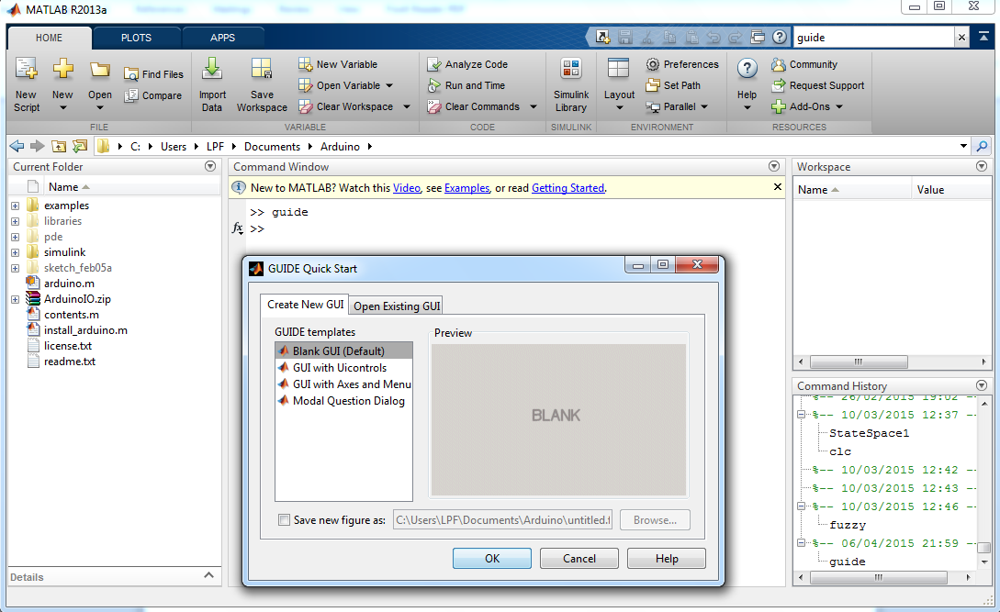 MATLAB R2013a
HOME PLOTS APPS guide
New Script
New
Open
Find Files
Compare
Import Data
Save Workspace
New Variable
Open Variable
Clear Workspace
Analyze Code
Run and Time
Clear Commands
Simulink Library
Layout
Preferences
Set Path
Parallel
Help
Community
Request Support
Add-Ons
FILE VARIABLE CODE SIMULINK ENVIRONMENT RESOURCES
C: Users LPF Documents Arduino
Current Folder
Name
examples
libraries
pde
simulink
sketch_feb05a
arduino.m
ArduinoIO.zip
contents.m
install_arduino.m
license.txt
readme.txt
Details
Command Window
New to MATLAB? Watch this Video, see Examples, or read Getting Started.
>> guide
fx >>
GUIDE Quick Start
Create New GUI Open Existing GUI
GUIDE templates
Blank GUI (Default)
GUI with Uicontrols
GUI with Axes and Menu
Modal Question Dialog
Preview
BLANK
Save new figure as: C:\Users\LPF\Documents\Arduino\untitled.f Browse...
OK Cancel Help
Workspace
Name Value
Command History
%-- 26/02/2015 19:02 --
%-- 10/03/2015 12:37 --
StateSpace1
clc
%-- 10/03/2015 12:42 --
%-- 10/03/2015 12:43 --
%-- 10/03/2015 12:46 --
fuzzy
%-- 06/04/2015 21:59 --
guide